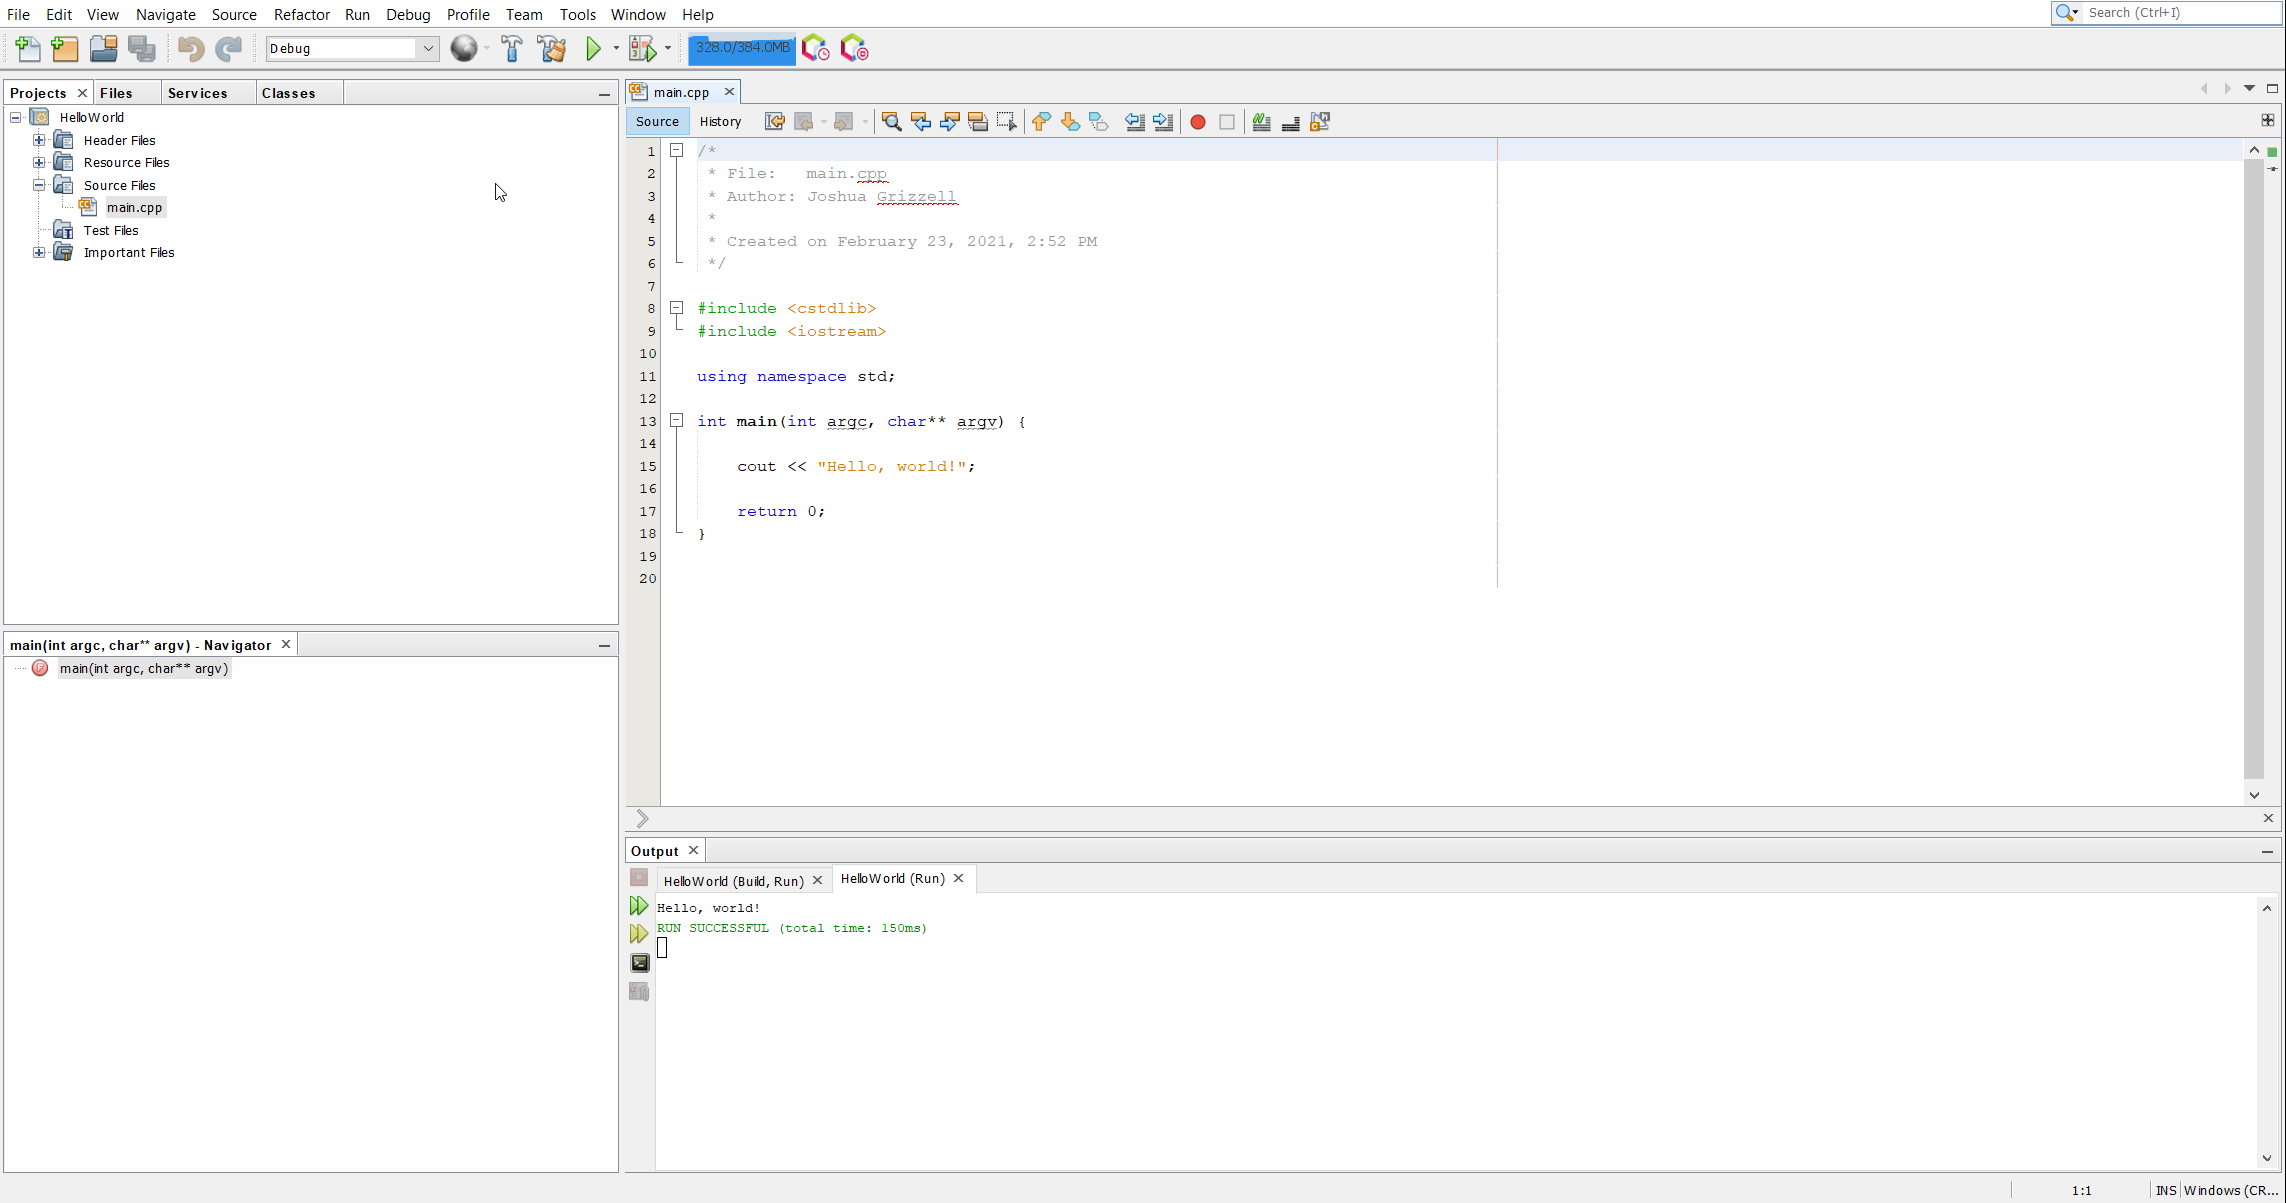 File Edit View Navigate Source Refactor Run Debug Profile Team Tools Window Help
Search (Ctrl+I)
Debug
328.0/384.0MB
Projects Files Services Classes
HelloWorld
Header Files
Resource Files
Source Files
main.cpp
Test Files
Important Files
main(int argc, char** argv) - Navigator
main(int argc, char** argv)
main.cpp
Source History
1 /*
2 * File:   main.cpp
3 * Author: Joshua Grizzell
4 *
5 * Created on February 23, 2021, 2:52 PM
6 */
7
8 #include <cstdlib>
9 #include <iostream>
10
11 using namespace std;
12
13 int main(int argc, char** argv) {
14
15     cout << "Hello, world!";
16
17     return 0;
18 }
19
20
Output
HelloWorld (Build, Run) HelloWorld (Run)
Hello, world!
RUN SUCCESSFUL (total time: 150ms)
1:1 INS Windows (CR...